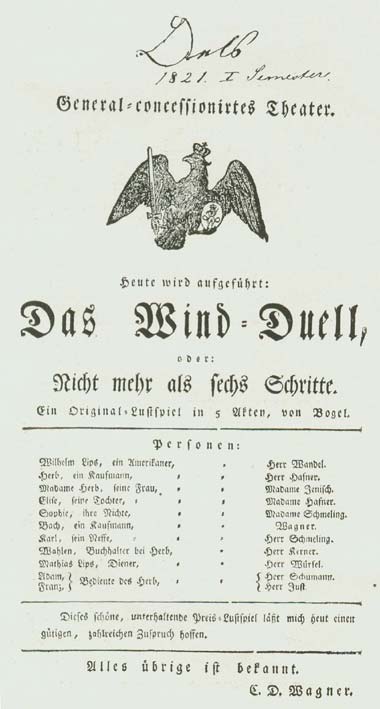 Dels
1821. I Semester.
General-concessionirtes Theater.
Heute wird aufgeführt:
Das Wind-Duell,
oder:
Nicht mehr als sechs Schritte.
Ein Original-Lustspiel in 5 Akten, von Vogel.
Personen:
Wilhelm Lips, ein Amerikaner, Herr Wandel.
Herb, ein Kaufmann, Herr Hafner.
Madame Herb, seine Frau, Madame Jenisch.
Elise, seine Tochter, Madame Hafner.
Sophie, ihre Nichte, Madame Schmeling.
Bach, ein Kaufmann, Wagner.
Karl, sein Neffe, Herr Schmeling.
Wahlen, Buchhalter bei Herb, Herr Kerner.
Mathias Lips, Diener, Herr Würsel.
Adam, } Bediente des Herb, { Herr Schumann.
Franz, } { Herr Just.
Dieses schöne, unterhaltende Preis-Lustspiel läßt mich heut einen
gütigen, zahlreichen Zuspruch hoffen.
Alles übrige ist bekannt.
C. D. Wagner.